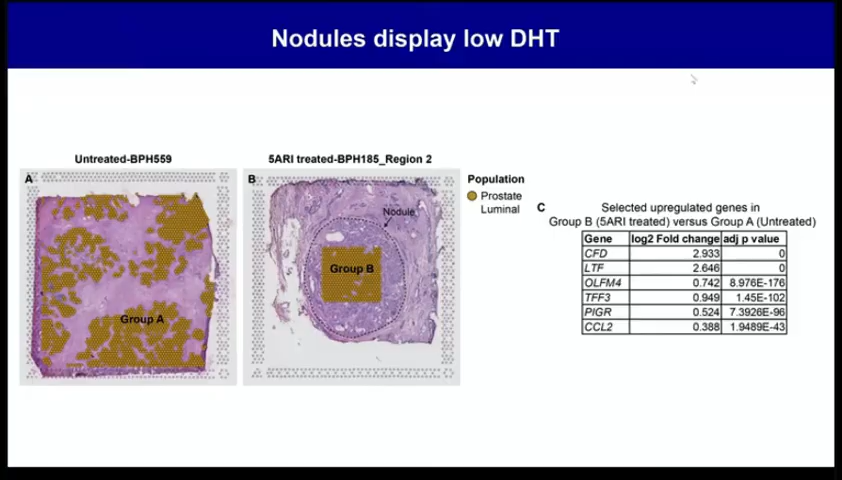 Nodules display low DHT
Untreated-BPH559
5ARI treated-BPH185_Region 2
A
B
Population
Prostate
Luminal
Nodule
Group A
Group B
C
Selected upregulated genes in
Group B (5ARI treated) versus Group A (Untreated)
Gene log2 Fold change adj p value
CFD 2.933 0
LTF 2.646 0
OLFM4 0.742 8.976E-176
TFF3 0.949 1.45E-102
PIGR 0.524 7.3926E-96
CCL2 0.388 1.9489E-43